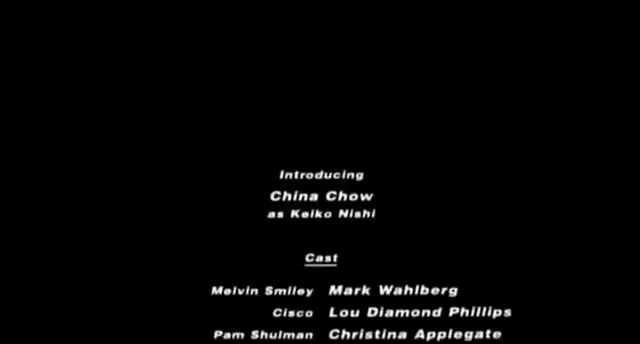 Introducing
China Chow
as Keiko Nishi
Cast
Melvin Smiley Mark Wahlberg
Cisco Lou Diamond Phillips
Pam Shulman Christina Applegate